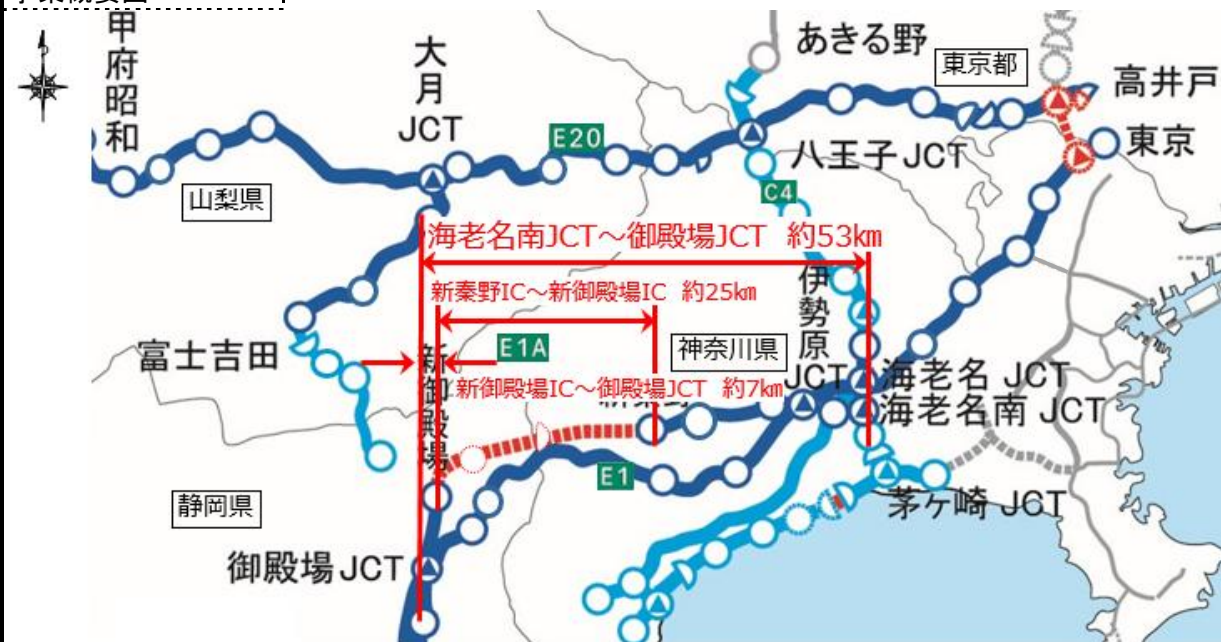 甲府昭和
大月
JCT
E20
あきる野
東京都
高井戸
東京
八王子JCT
C4
山梨県
海老名南JCT～御殿場JCT 約53km
新秦野IC～新御殿場IC 約25km
伊勢原
JCT
富士吉田
新御殿場
E1A
神奈川県
新御殿場IC～御殿場JCT 約7km
海老名 JCT
海老名南 JCT
E1
静岡県
茅ヶ崎 JCT
御殿場 JCT